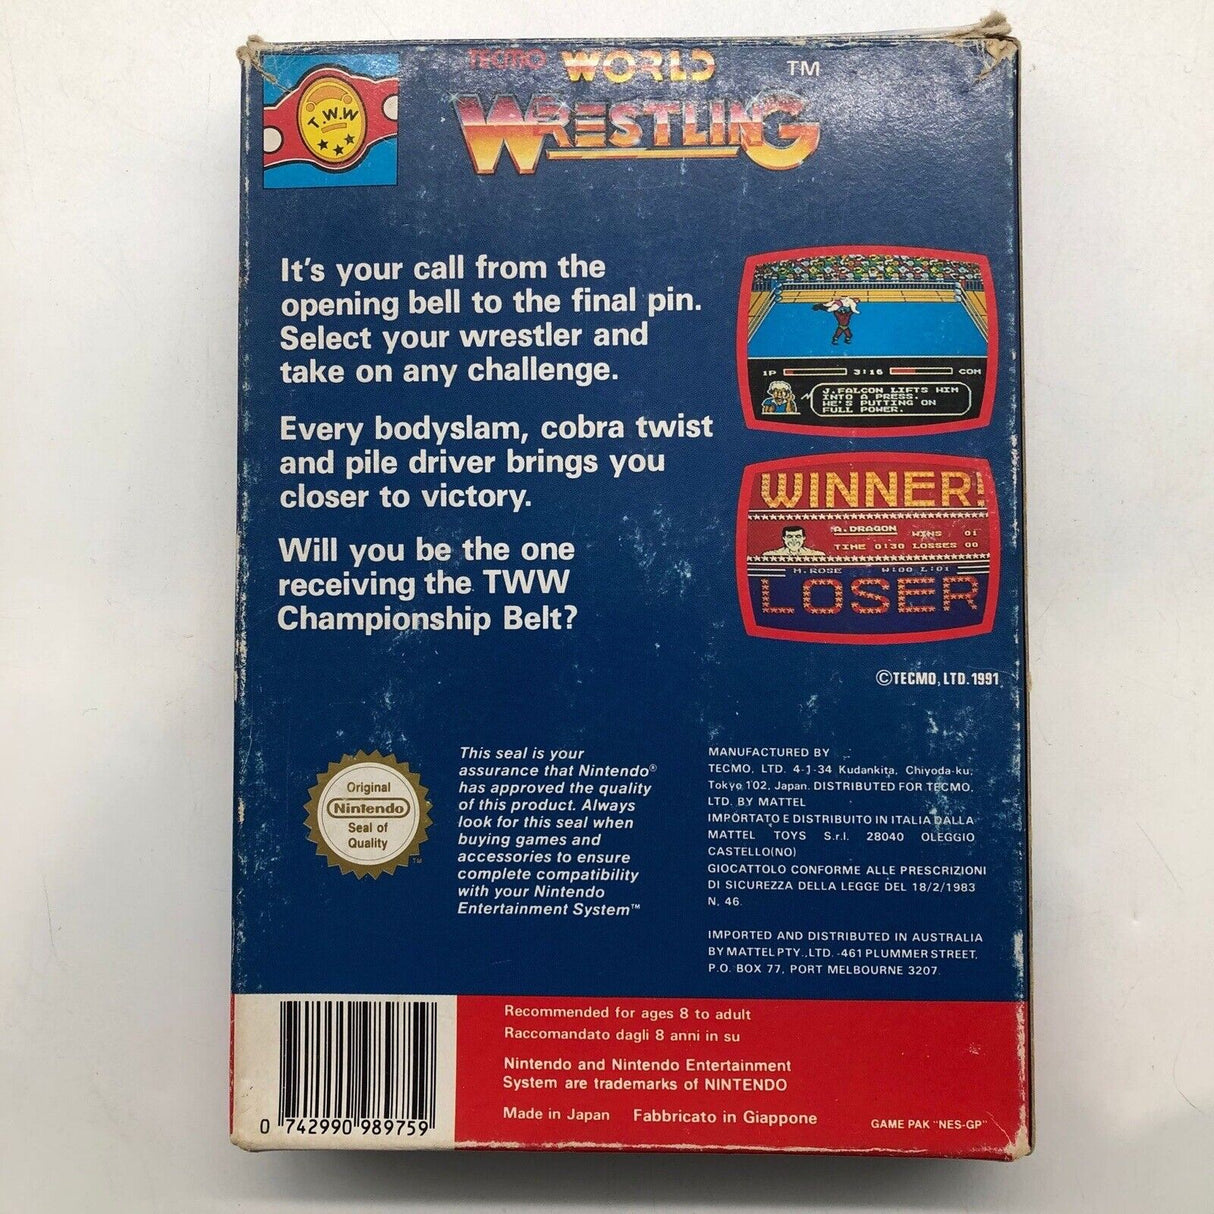 T.W.W
TECMO WORLD ™
WRESTLING
It's your call from the
opening bell to the final pin.
Select your wrestler and
take on any challenge.
Every bodyslam, cobra twist
and pile driver brings you
closer to victory.
Will you be the one
receiving the TWW
Championship Belt?
1P 3:16 COM
J.FALCON LIFTS HIM
INTO A PRESS.
HE'S PUTTING ON
FULL POWER.
WINNER!
A.DRAGON WINS 01
TIME 0:30 LOSSES 00
M.ROSE W:00 L:01
LOSER
©TECMO, LTD. 1991
Original
Nintendo
Seal of
Quality
TM
This seal is your
assurance that Nintendo®
has approved the quality
of this product. Always
look for this seal when
buying games and
accessories to ensure
complete compatibility
with your Nintendo
Entertainment System™
MANUFACTURED BY
TECMO, LTD. 4-1-34 Kudankita, Chiyoda-ku,
Tokyo 102, Japan. DISTRIBUTED FOR TECMO,
LTD. BY MATTEL
IMPORTATO E DISTRIBUITO IN ITALIA DALLA
MATTEL TOYS S.r.l. 28040 OLEGGIO
CASTELLO(NO)
GIOCATTOLO CONFORME ALLE PRESCRIZIONI
DI SICUREZZA DELLA LEGGE DEL 18/2/1983
N. 46.
IMPORTED AND DISTRIBUTED IN AUSTRALIA
BY MATTEL PTY., LTD. -461 PLUMMER STREET,
P.O. BOX 77, PORT MELBOURNE 3207.
0 742990 989759
Recommended for ages 8 to adult
Raccomandato dagli 8 anni in su
Nintendo and Nintendo Entertainment
System are trademarks of NINTENDO
Made in Japan Fabbricato in Giappone
GAME PAK "NES-GP"